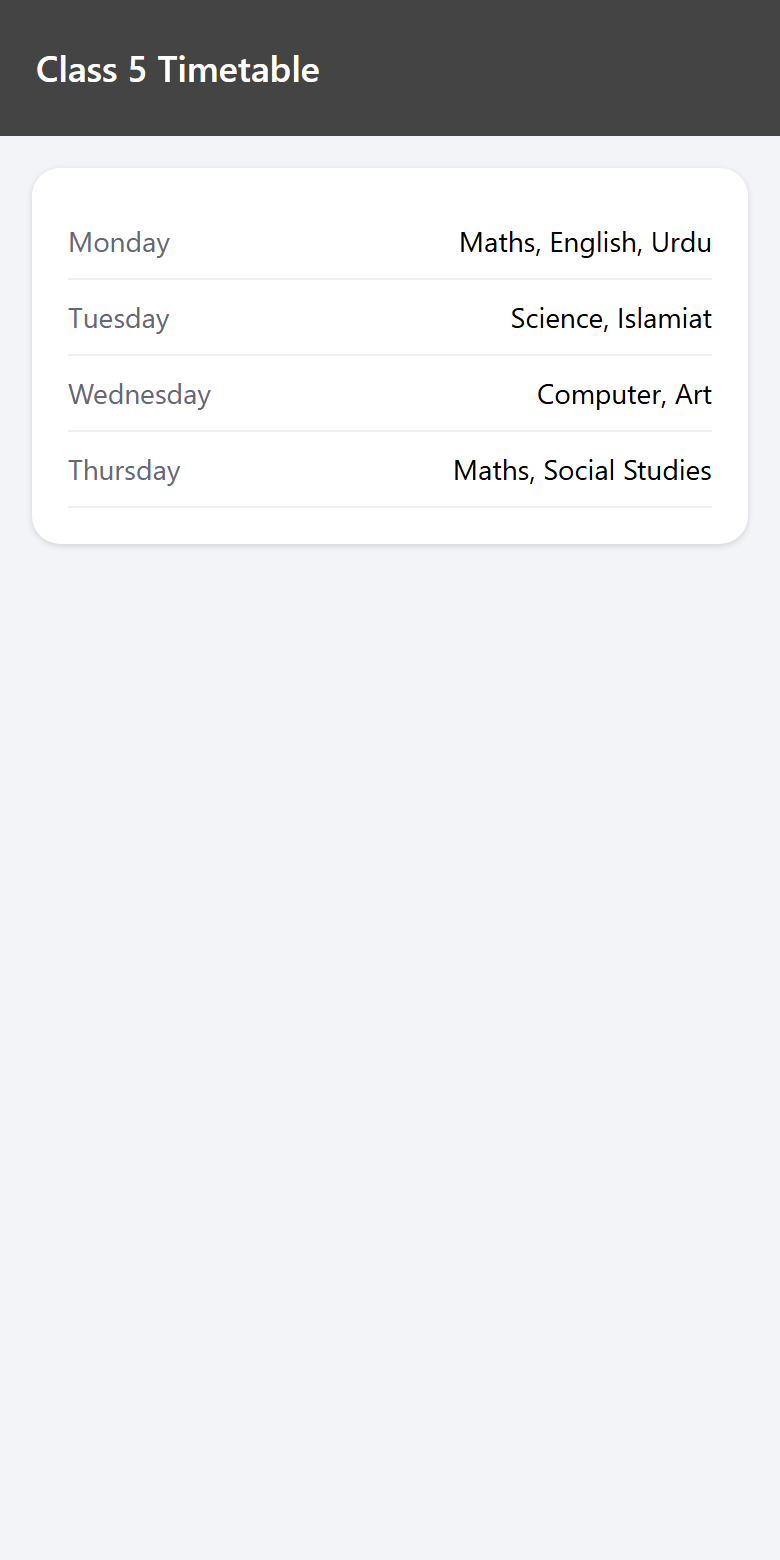 Class 5 Timetable
Monday Maths, English, Urdu
Tuesday Science, Islamiat
Wednesday Computer, Art
Thursday Maths, Social Studies